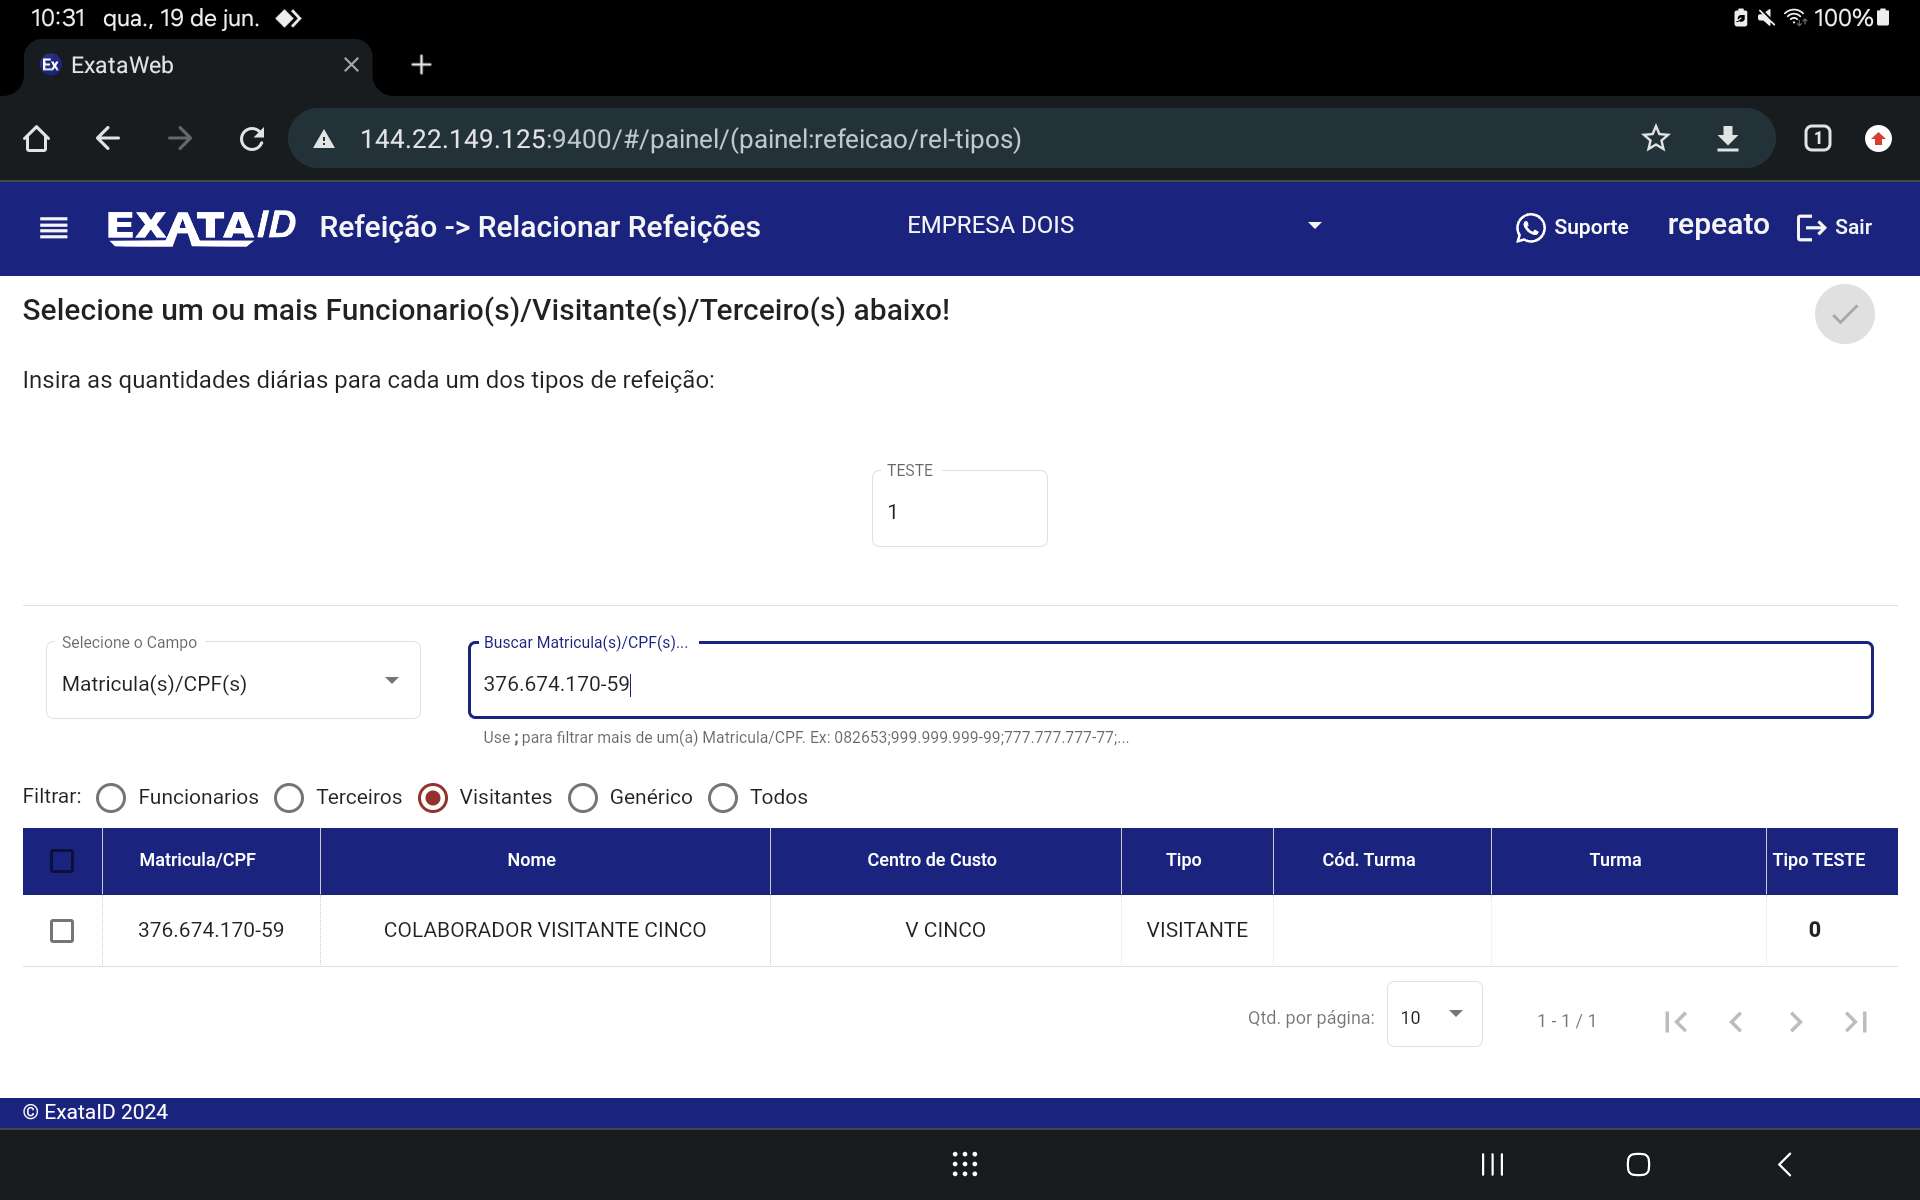 10:31 qua., 19 de jun. 100%
Ex ExataWeb
144.22.149.125:9400/#/painel/(painel:refeicao/rel-tipos) 1
EXATAID Refeição -> Relacionar Refeições EMPRESA DOIS Suporte repeato Sair
Selecione um ou mais Funcionario(s)/Visitante(s)/Terceiro(s) abaixo!
Insira as quantidades diárias para cada um dos tipos de refeição:
TESTE
1
Selecione o Campo Buscar Matricula(s)/CPF(s)...
Matricula(s)/CPF(s) 376.674.170-59
Use ; para filtrar mais de um(a) Matricula/CPF. Ex: 082653;999.999.999-99;777.777.777-77;...
Filtrar: Funcionarios Terceiros Visitantes Genérico Todos
Matricula/CPF Nome Centro de Custo Tipo Cód. Turma Turma Tipo TESTE
376.674.170-59 COLABORADOR VISITANTE CINCO V CINCO VISITANTE 0
Qtd. por página: 10 1 - 1 / 1
© ExataID 2024